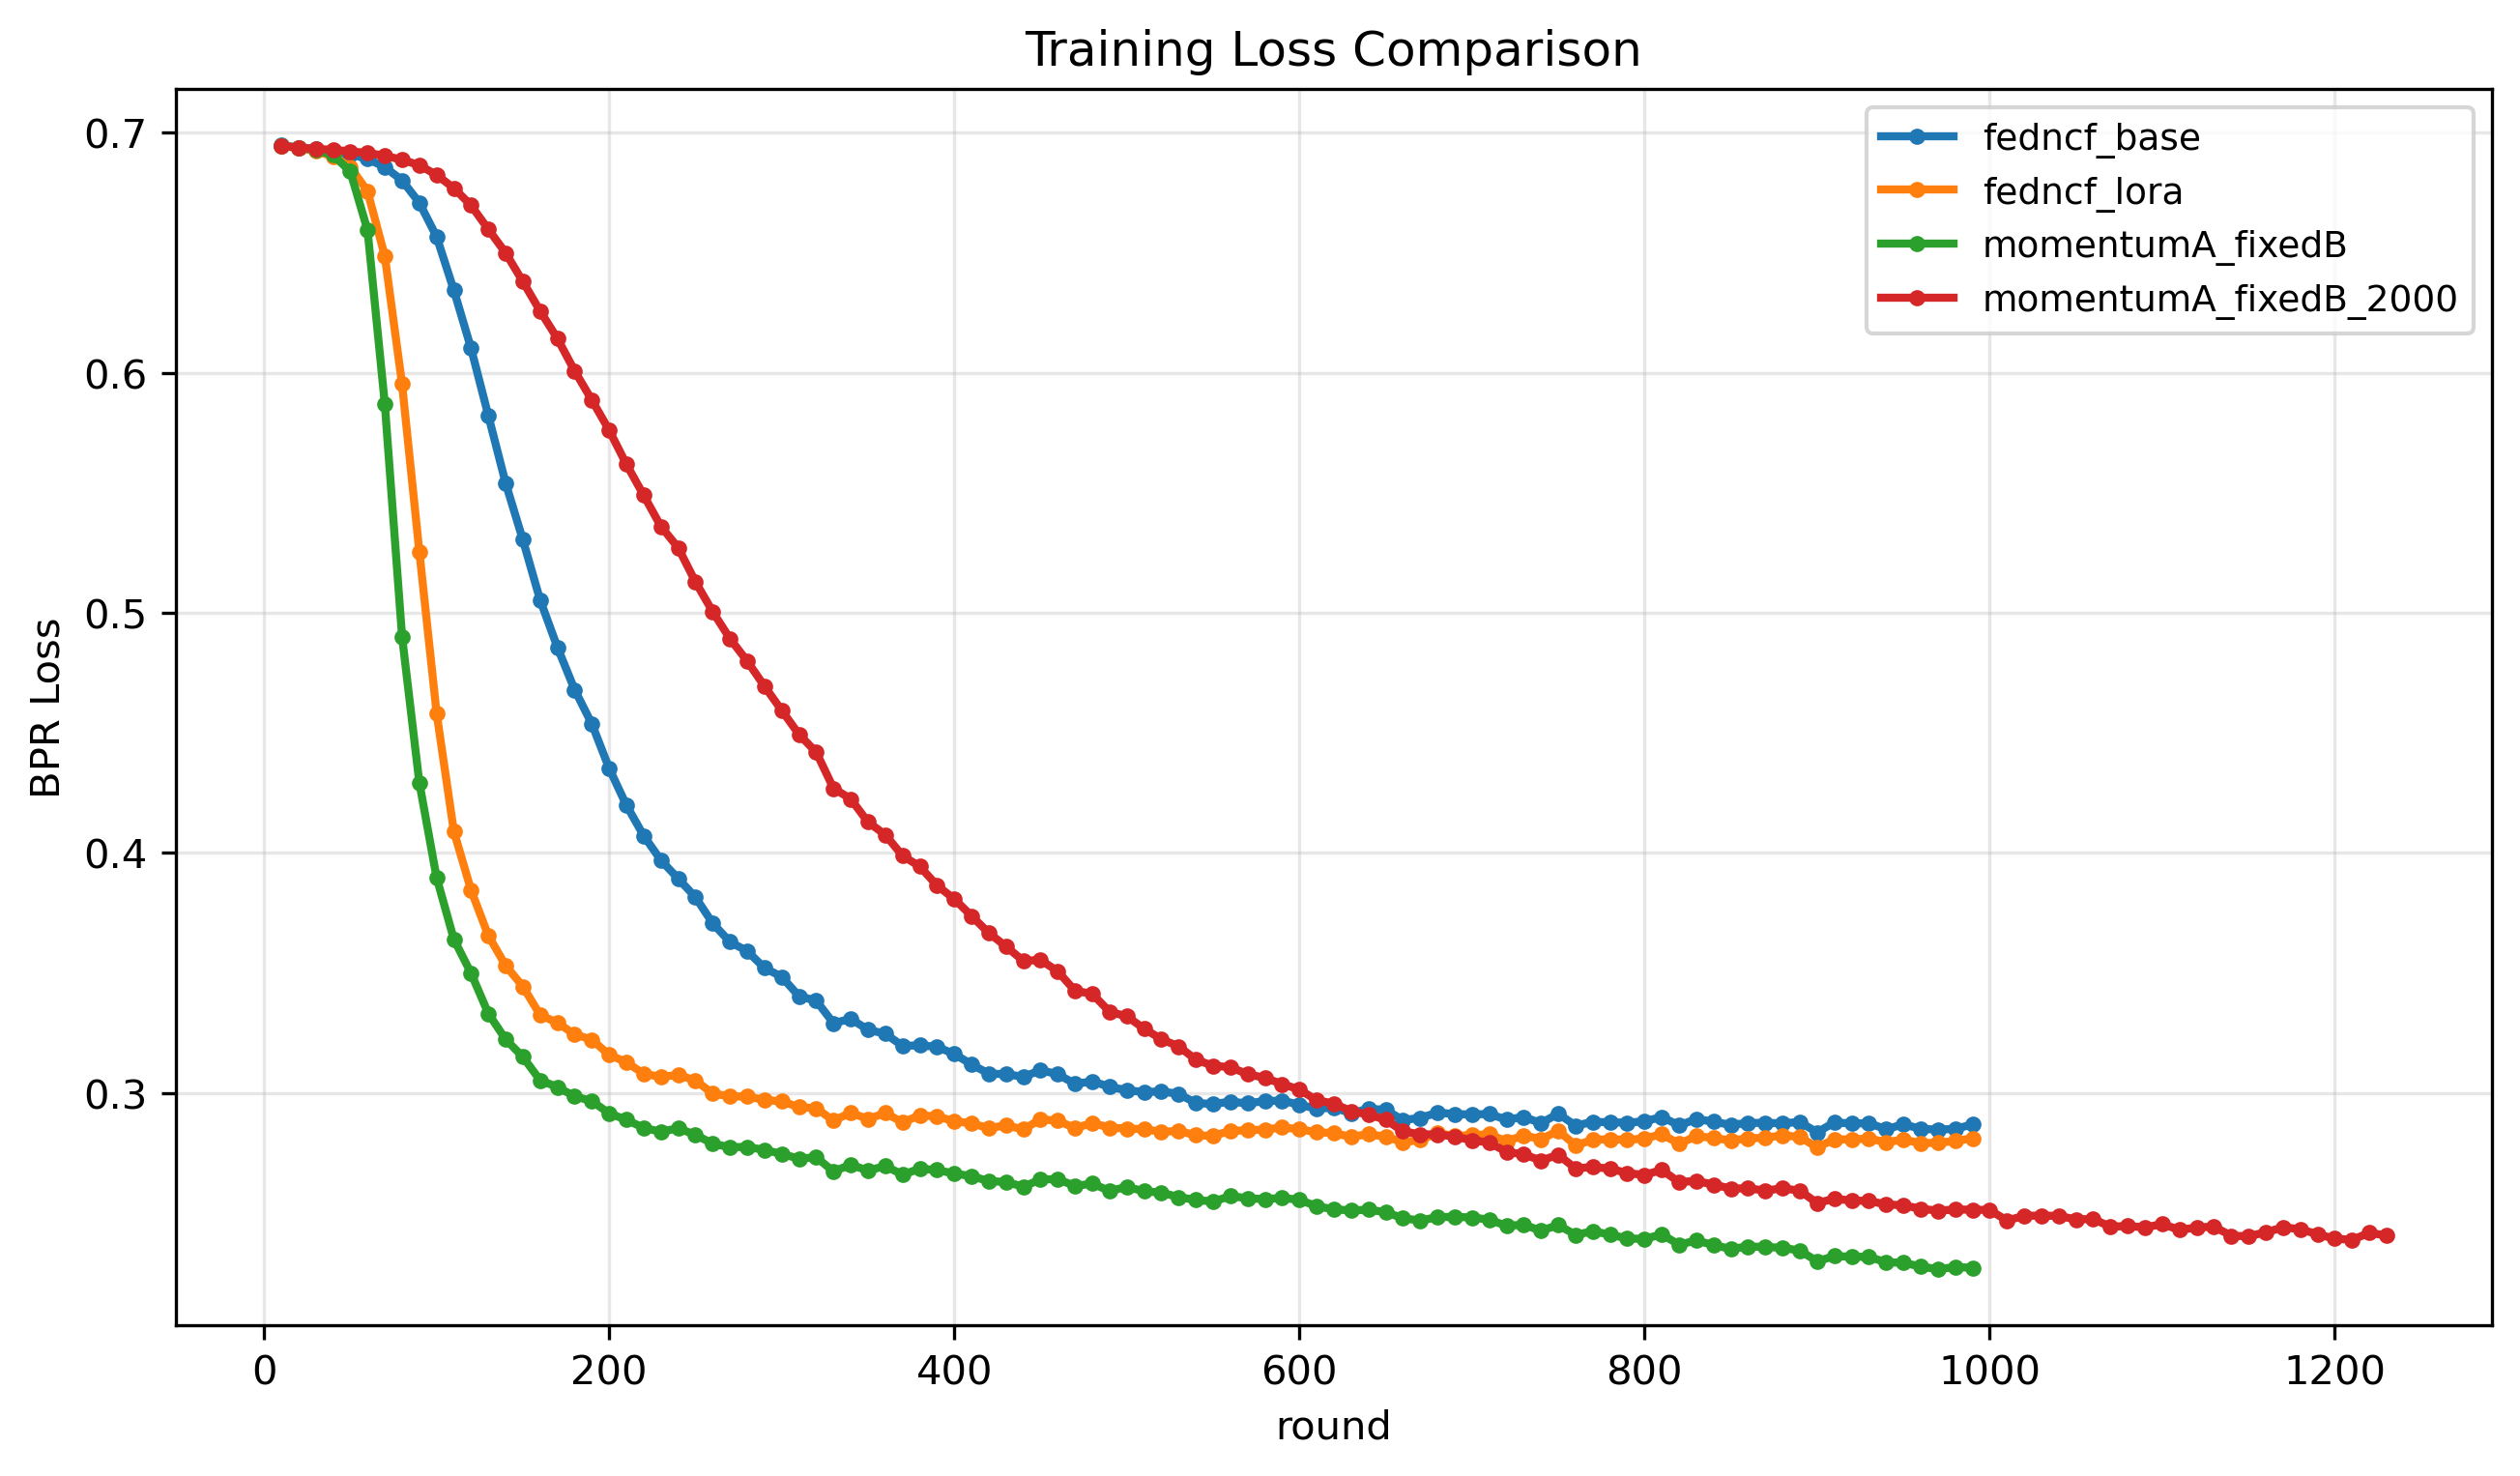 Training Loss Comparison
fedncf_base
fedncf_lora
momentumA_fixedB
momentumA_fixedB_2000
BPR Loss
0.7
0.6
0.5
0.4
0.3
0
200
400
600
800
1000
1200
round